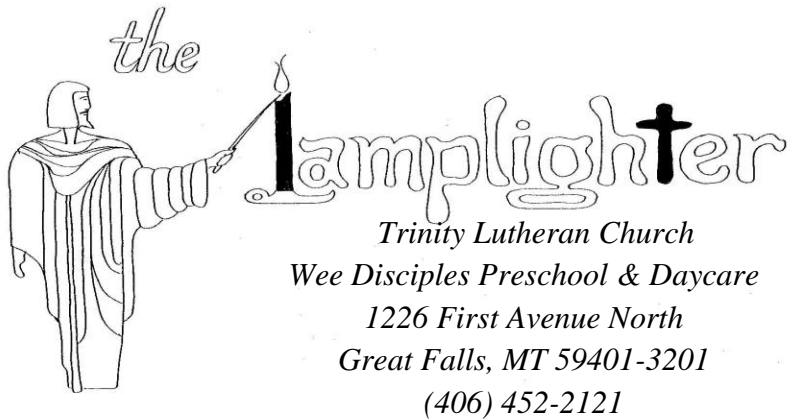 the
Lamplighter
Trinity Lutheran Church
Wee Disciples Preschool & Daycare
1226 First Avenue North
Great Falls, MT 59401-3201
(406) 452-2121